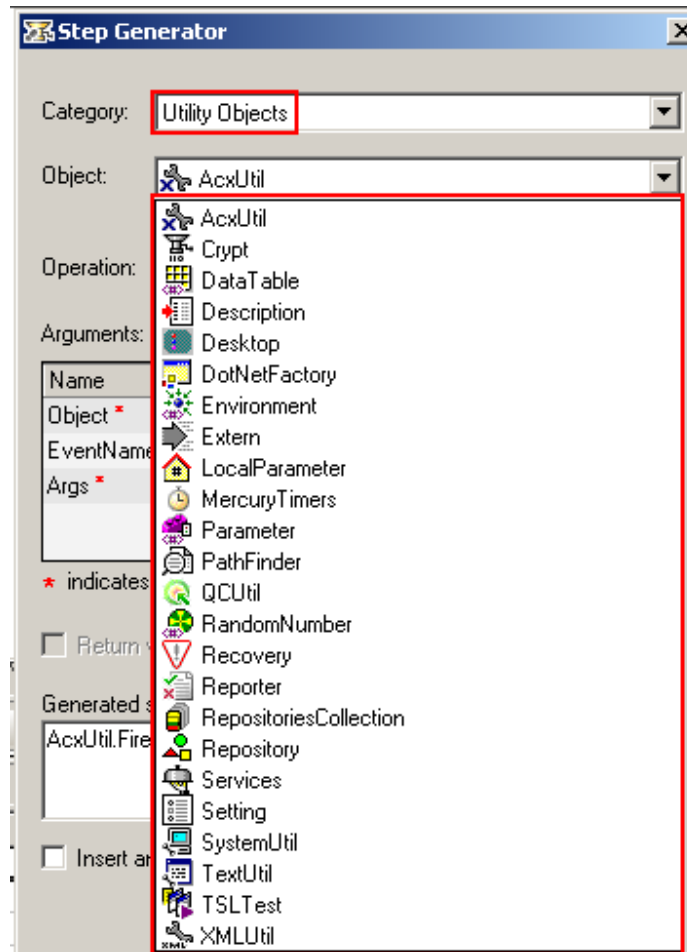 Step Generator
Category: Utility Objects
Object: AcxUtil
AcxUtil
Crypt
DataTable
Description
Desktop
DotNetFactory
Environment
Extern
LocalParameter
MercuryTimers
Parameter
PathFinder
QCUtil
RandomNumber
Recovery
Reporter
RepositoriesCollection
Repository
Services
Setting
SystemUtil
TextUtil
TSLTest
XMLUtil
Operation:
Arguments:
Name
Object *
EventName
Args *
* indicates
Return
Generated
AcxUtil.Fire
Insert